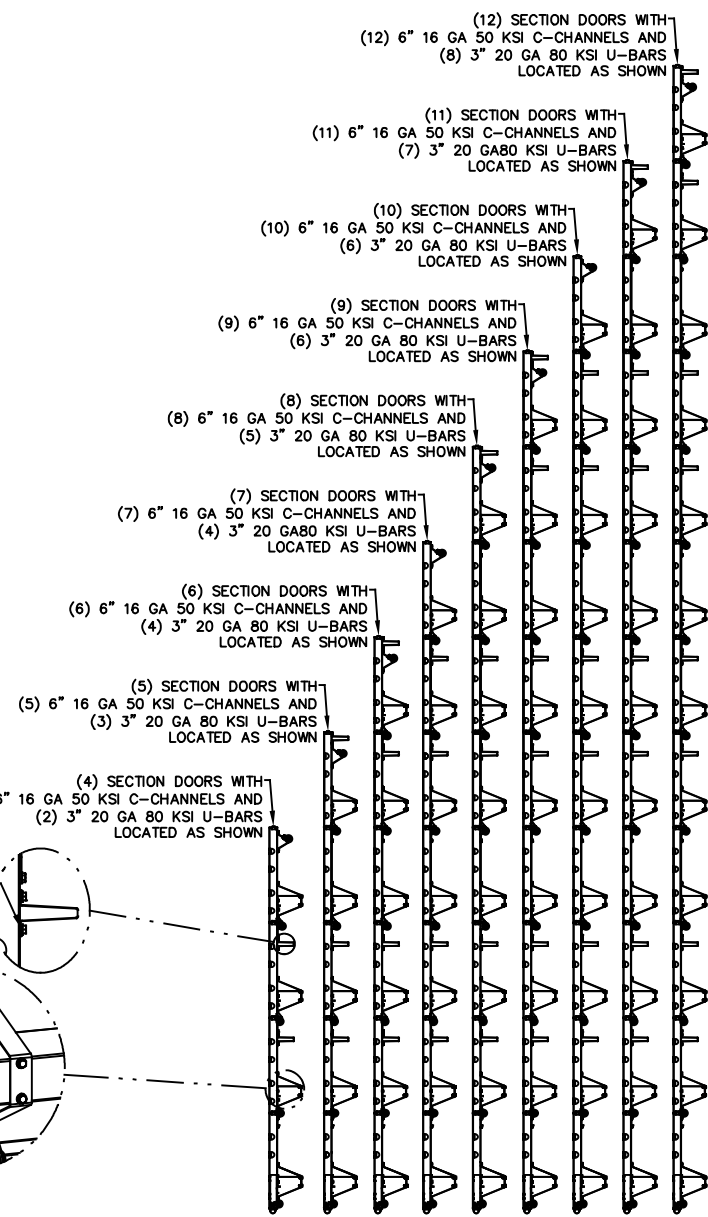 (12) SECTION DOORS WITH
(12) 6" 16 GA 50 KSI C-CHANNELS AND
(8) 3" 20 GA 80 KSI U-BARS
LOCATED AS SHOWN
(11) SECTION DOORS WITH
(11) 6" 16 GA 50 KSI C-CHANNELS AND
(7) 3" 20 GA80 KSI U-BARS
LOCATED AS SHOWN
(10) SECTION DOORS WITH
(10) 6" 16 GA 50 KSI C-CHANNELS AND
(6) 3" 20 GA 80 KSI U-BARS
LOCATED AS SHOWN
(9) SECTION DOORS WITH
(9) 6" 16 GA 50 KSI C-CHANNELS AND
(6) 3" 20 GA 80 KSI U-BARS
LOCATED AS SHOWN
(8) SECTION DOORS WITH
(8) 6" 16 GA 50 KSI C-CHANNELS AND
(5) 3" 20 GA 80 KSI U-BARS
LOCATED AS SHOWN
(7) SECTION DOORS WITH
(7) 6" 16 GA 50 KSI C-CHANNELS AND
(4) 3" 20 GA80 KSI U-BARS
LOCATED AS SHOWN
(6) SECTION DOORS WITH
(6) 6" 16 GA 50 KSI C-CHANNELS AND
(4) 3" 20 GA 80 KSI U-BARS
LOCATED AS SHOWN
(5) SECTION DOORS WITH
(5) 6" 16 GA 50 KSI C-CHANNELS AND
(3) 3" 20 GA 80 KSI U-BARS
LOCATED AS SHOWN
(4) SECTION DOORS WITH
6" 16 GA 50 KSI C-CHANNELS AND
(2) 3" 20 GA 80 KSI U-BARS
LOCATED AS SHOWN